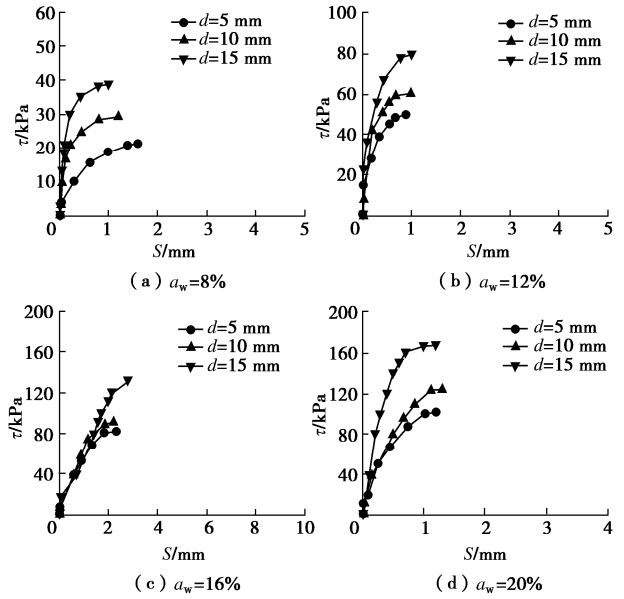 60
50
40
30
20
10
0
τ/kPa
d=5 mm
d=10 mm
d=15 mm
1 2 3 4 5
S/mm
(a) a_w=8%
100
80
60
40
20
0
τ/kPa
d=5 mm
d=10 mm
d=15 mm
1 2 3 4 5
S/mm
(b) a_w=12%
200
160
120
80
40
0
τ/kPa
d=5 mm
d=10 mm
d=15 mm
2 4 6 8 10
S/mm
(c) a_w=16%
200
160
120
80
40
0
τ/kPa
d=5 mm
d=10 mm
d=15 mm
1 2 3 4
S/mm
(d) a_w=20%